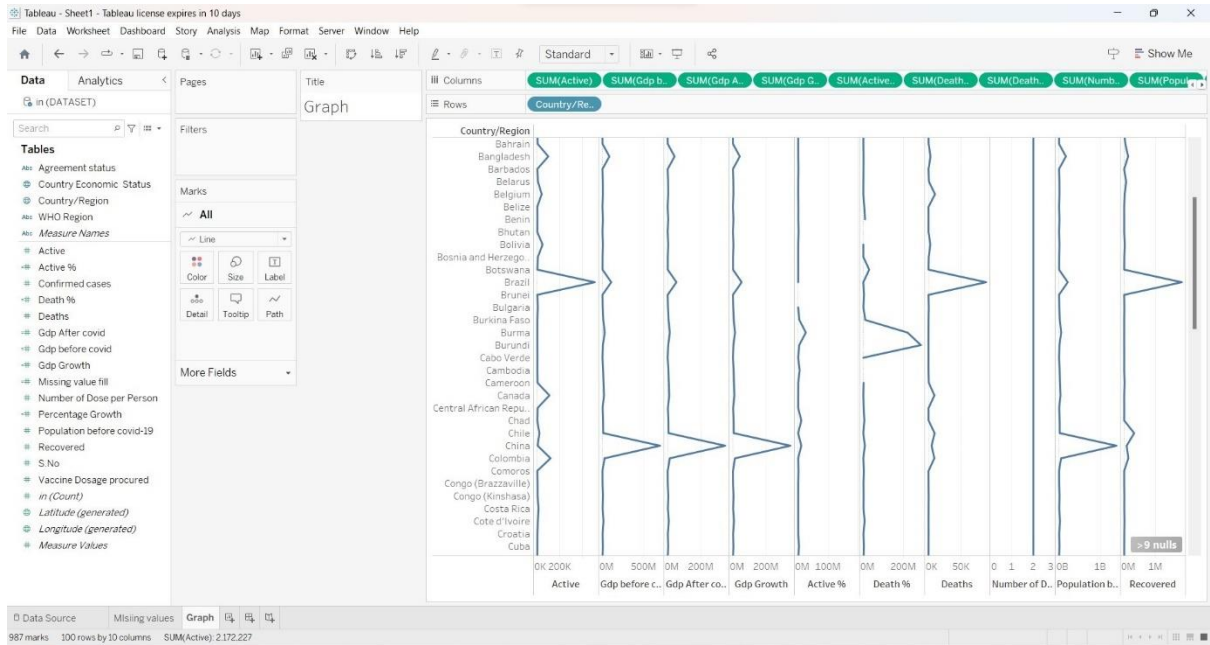 Tableau - Sheet1 - Tableau license expires in 10 days
File Data Worksheet Dashboard Story Analysis Map Format Server Window Help
Standard
Show Me
Data Analytics
in (DATASET)
Search
Tables
Abc Agreement status
Country Economic Status
Country/Region
Abc WHO Region
Abc Measure Names
# Active
=# Active %
# Confirmed cases
=# Death %
# Deaths
=# Gdp After covid
=# Gdp before covid
=# Gdp Growth
=# Missing value fill
# Number of Dose per Person
=# Percentage Growth
# Population before covid-19
# Recovered
# S.No
# Vaccine Dosage procured
# in (Count)
Latitude (generated)
Longitude (generated)
# Measure Values
Pages
Filters
Marks
All
Line
Color Size Label
Detail Tooltip Path
More Fields
Title
Graph
Columns
SUM(Active) SUM(Gdp b.. SUM(Gdp A.. SUM(Gdp G.. SUM(Active.. SUM(Death.. SUM(Death.. SUM(Numb.. SUM(Popul
Rows
Country/Re..
Country/Region
Bahrain
Bangladesh
Barbados
Belarus
Belgium
Belize
Benin
Bhutan
Bolivia
Bosnia and Herzego..
Botswana
Brazil
Brunei
Bulgaria
Burkina Faso
Burma
Burundi
Cabo Verde
Cambodia
Cameroon
Canada
Central African Repu..
Chad
Chile
China
Colombia
Comoros
Congo (Brazzaville)
Congo (Kinshasa)
Costa Rica
Cote d'Ivoire
Croatia
Cuba
>9 nulls
0K 200K 0M 500M 0M 200M 0M 200M 0M 100M 0M 200M 0K 50K 0 1 2 3 0B 1B 0M 1M
Active Gdp before c.. Gdp After co.. Gdp Growth Active % Death % Deaths Number of D.. Population b.. Recovered
Data Source MIsiing values Graph
987 marks 100 rows by 10 columns SUM(Active): 2.172.227